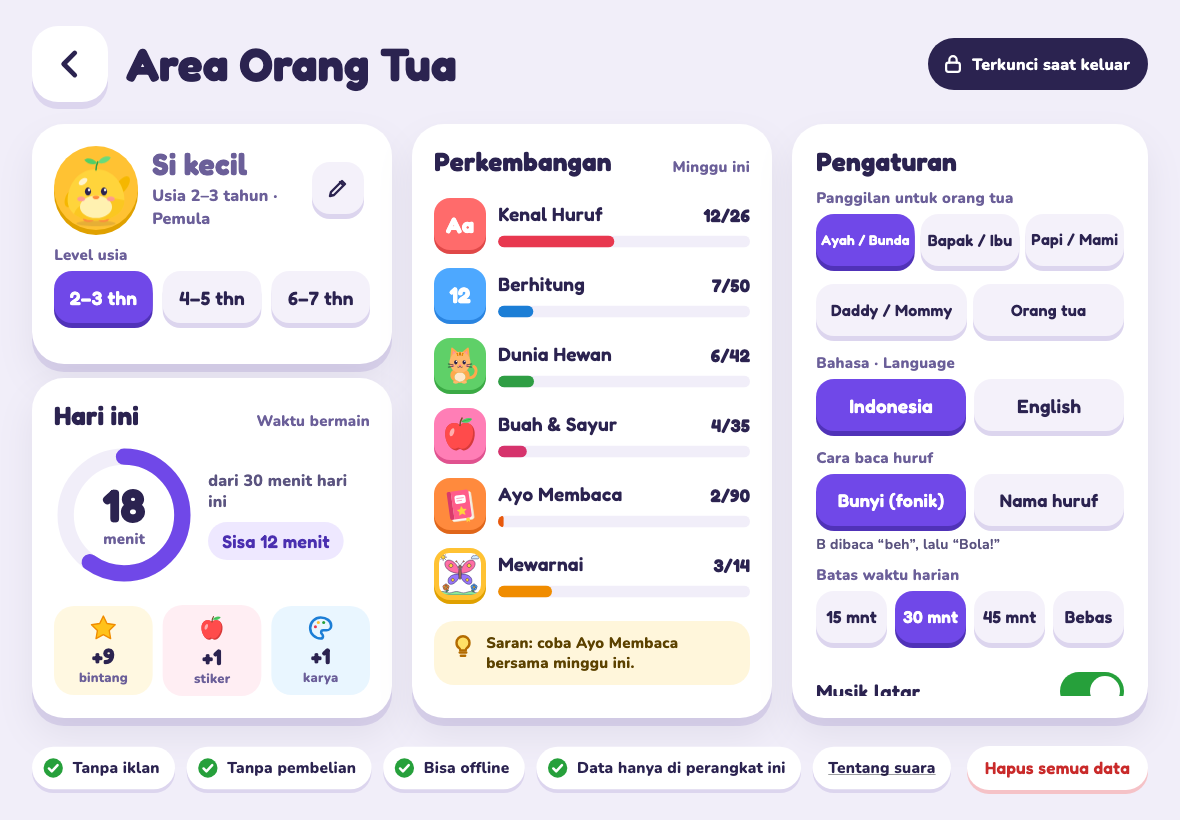 Area Orang Tua
Terkunci saat keluar
Si kecil
Usia 2–3 tahun ·
Pemula
Level usia
2–3 thn
4–5 thn
6–7 thn
Hari ini
Waktu bermain
18
menit
dari 30 menit hari
ini
Sisa 12 menit
+9
bintang
+1
stiker
+1
karya
Perkembangan
Minggu ini
Aa
Kenal Huruf
12/26
12
Berhitung
7/50
Dunia Hewan
6/42
Buah & Sayur
4/35
Ayo Membaca
2/90
Mewarnai
3/14
Saran: coba Ayo Membaca
bersama minggu ini.
Pengaturan
Panggilan untuk orang tua
Ayah / Bunda
Bapak / Ibu
Papi / Mami
Daddy / Mommy
Orang tua
Bahasa · Language
Indonesia
English
Cara baca huruf
Bunyi (fonik)
Nama huruf
B dibaca “beh”, lalu “Bola!”
Batas waktu harian
15 mnt
30 mnt
45 mnt
Bebas
Musik latar
Tanpa iklan
Tanpa pembelian
Bisa offline
Data hanya di perangkat ini
Tentang suara
Hapus semua data